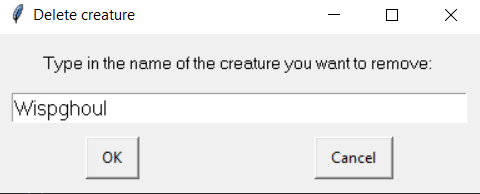 Delete creature
Type in the name of the creature you want to remove:
Wispghoul
OK
Cancel